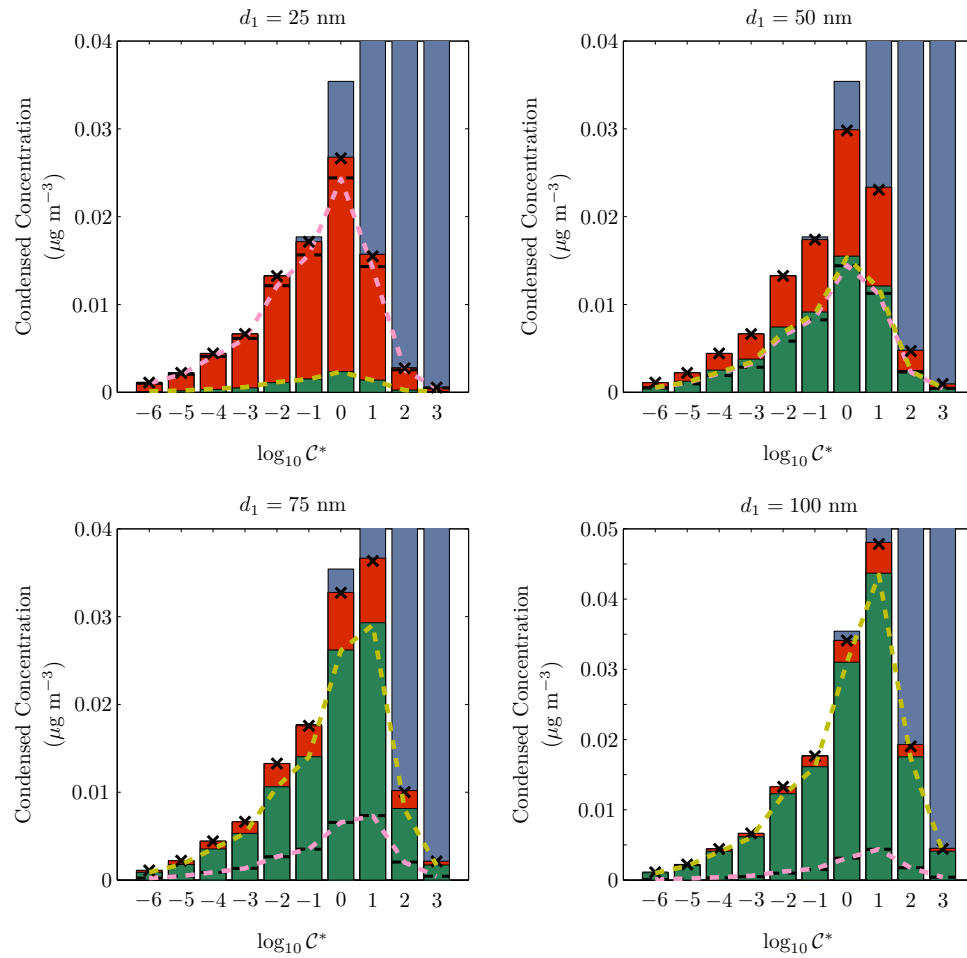 d₁ = 25 nm
Condensed Concentration
(μg m⁻³)
0.04
0.03
0.02
0.01
0
−6 −5 −4 −3 −2 −1 0 1 2 3
log₁₀ 𝒞*
d₁ = 50 nm
Condensed Concentration
(μg m⁻³)
0.04
0.03
0.02
0.01
0
−6 −5 −4 −3 −2 −1 0 1 2 3
log₁₀ 𝒞*
d₁ = 75 nm
Condensed Concentration
(μg m⁻³)
0.04
0.03
0.02
0.01
0
−6 −5 −4 −3 −2 −1 0 1 2 3
log₁₀ 𝒞*
d₁ = 100 nm
Condensed Concentration
(μg m⁻³)
0.05
0.04
0.03
0.02
0.01
0
−6 −5 −4 −3 −2 −1 0 1 2 3
log₁₀ 𝒞*